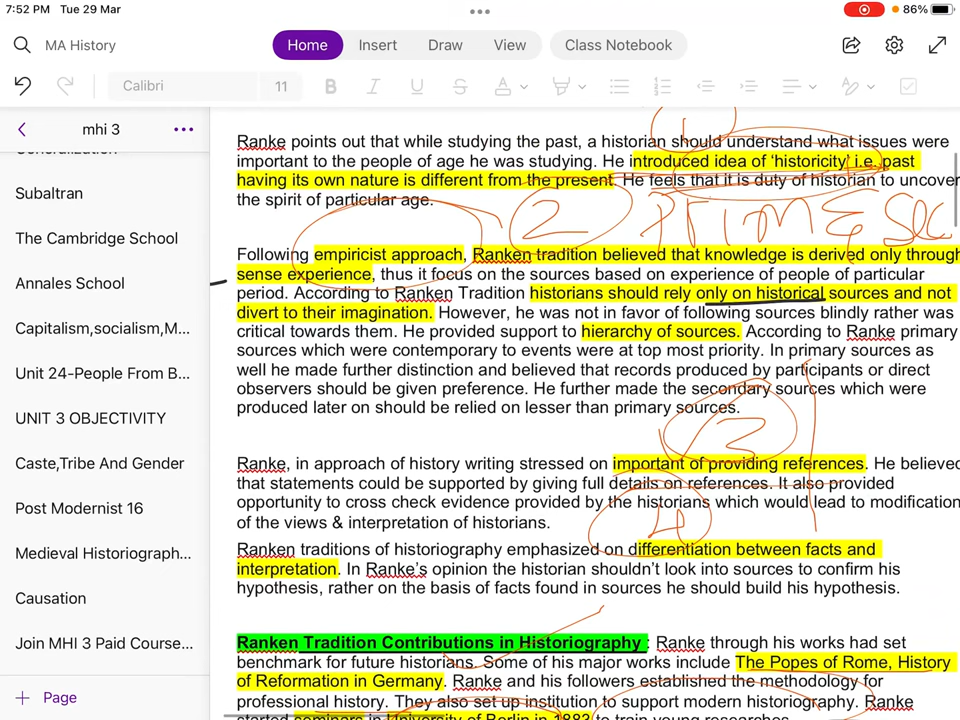 7:52 PM Tue 29 Mar
86%
MA History
Home Insert Draw View Class Notebook
Calibri 11 B I U S A
mhi 3
Subaltran
The Cambridge School
Annales School
Capitalism,socialism,M...
Unit 24-People From B...
UNIT 3 OBJECTIVITY
Caste,Tribe And Gender
Post Modernist 16
Medieval Historiograph...
Causation
Join MHI 3 Paid Course...
+ Page
Ranke points out that while studying the past, a historian should understand what issues were
important to the people of age he was studying. He introduced idea of 'historicity' i.e. past
having its own nature is different from the present. He feels that it is duty of historian to uncover
the spirit of particular age.
1
2 PRIM & SEC
Following empiricist approach, Ranken tradition believed that knowledge is derived only through
sense experience, thus it focus on the sources based on experience of people of particular
period. According to Ranken Tradition historians should rely only on historical sources and not
divert to their imagination. However, he was not in favor of following sources blindly rather was
critical towards them. He provided support to hierarchy of sources. According to Ranke primary
sources which were contemporary to events were at top most priority. In primary sources as
well he made further distinction and believed that records produced by participants or direct
observers should be given preference. He further made the secondary sources which were
produced later on should be relied on lesser than primary sources.
3
Ranke, in approach of history writing stressed on important of providing references. He believed
that statements could be supported by giving full details on references. It also provided
opportunity to cross check evidence provided by the historians which would lead to modification
of the views & interpretation of historians.
4
Ranken traditions of historiography emphasized on differentiation between facts and
interpretation. In Ranke's opinion the historian shouldn't look into sources to confirm his
hypothesis, rather on the basis of facts found in sources he should build his hypothesis.
Ranken Tradition Contributions in Historiography : Ranke through his works had set
benchmark for future historians. Some of his major works include The Popes of Rome, History
of Reformation in Germany. Ranke and his followers established the methodology for
professional history. They also set up institution to support modern historiography. Ranke
started seminars in University of Berlin in 1883 to train young researches